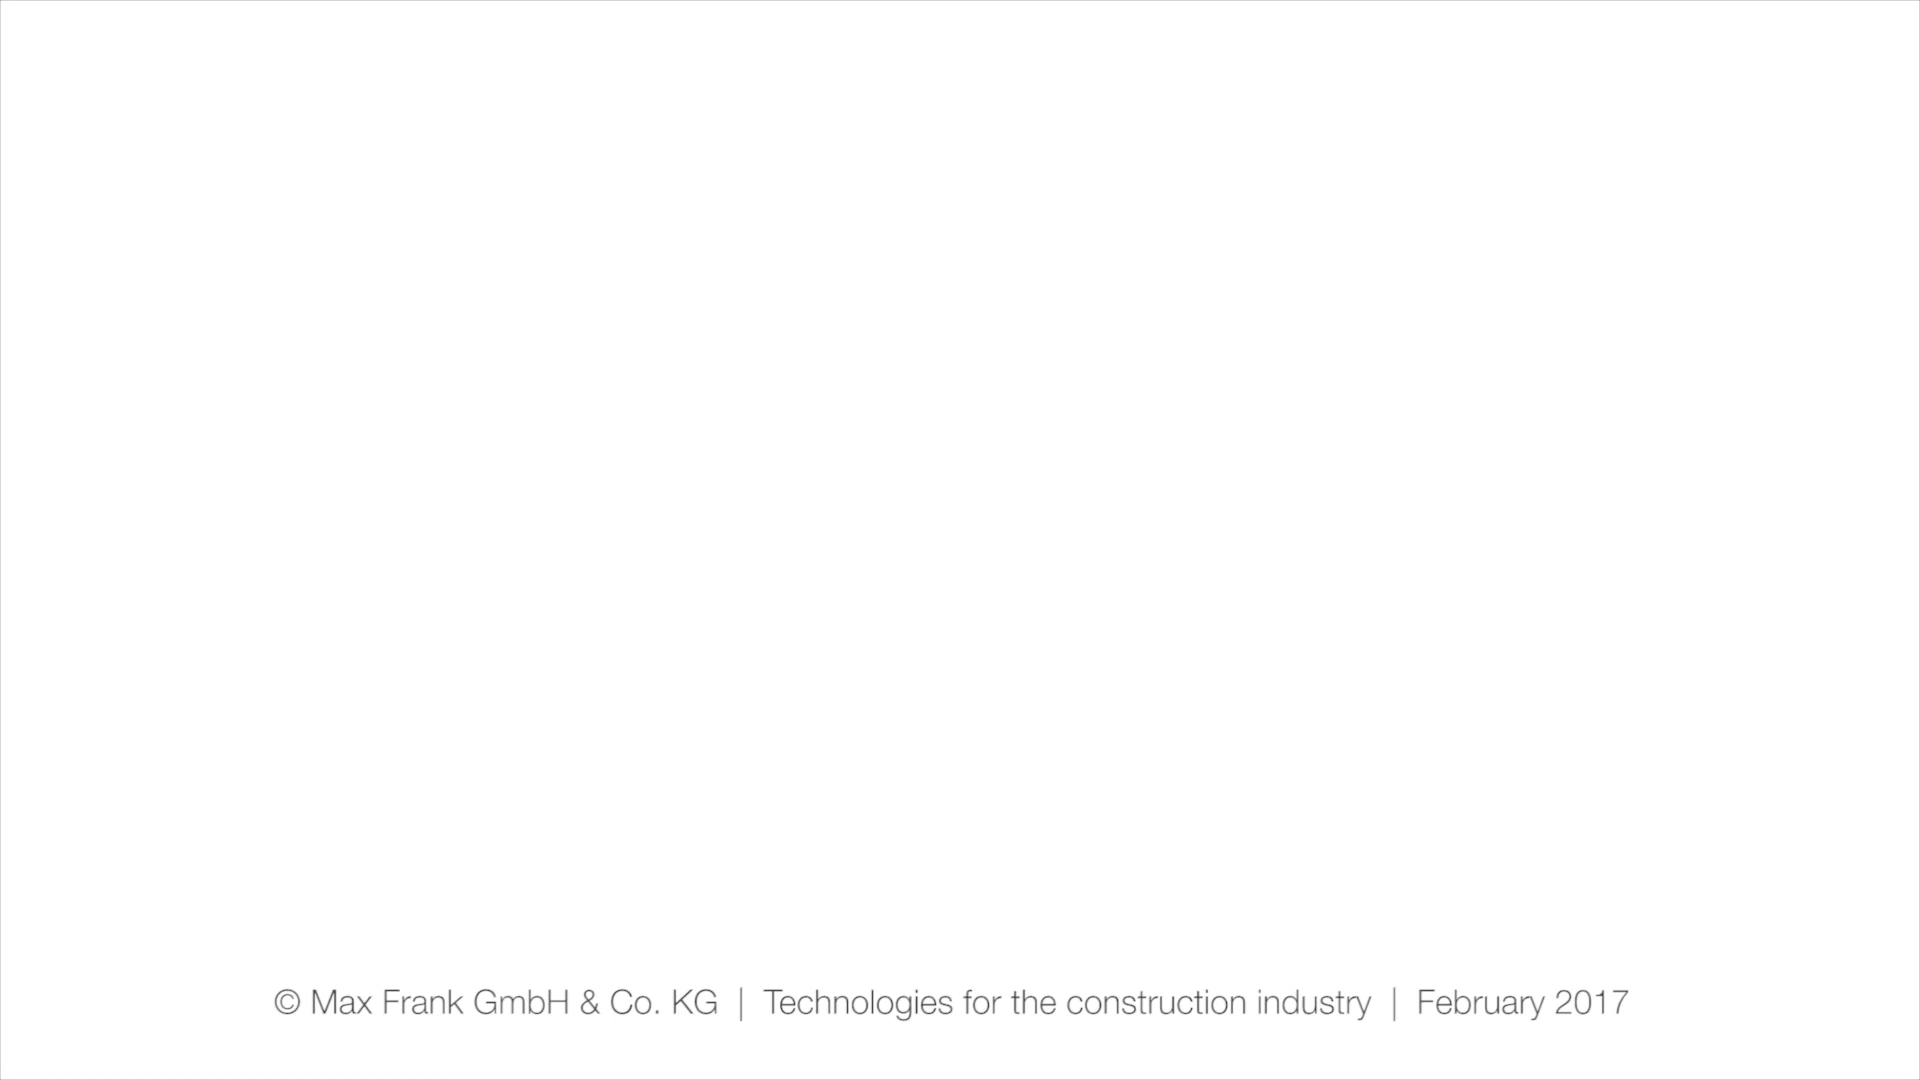 © Max Frank GmbH & Co. KG | Technologies for the construction industry | February 2017